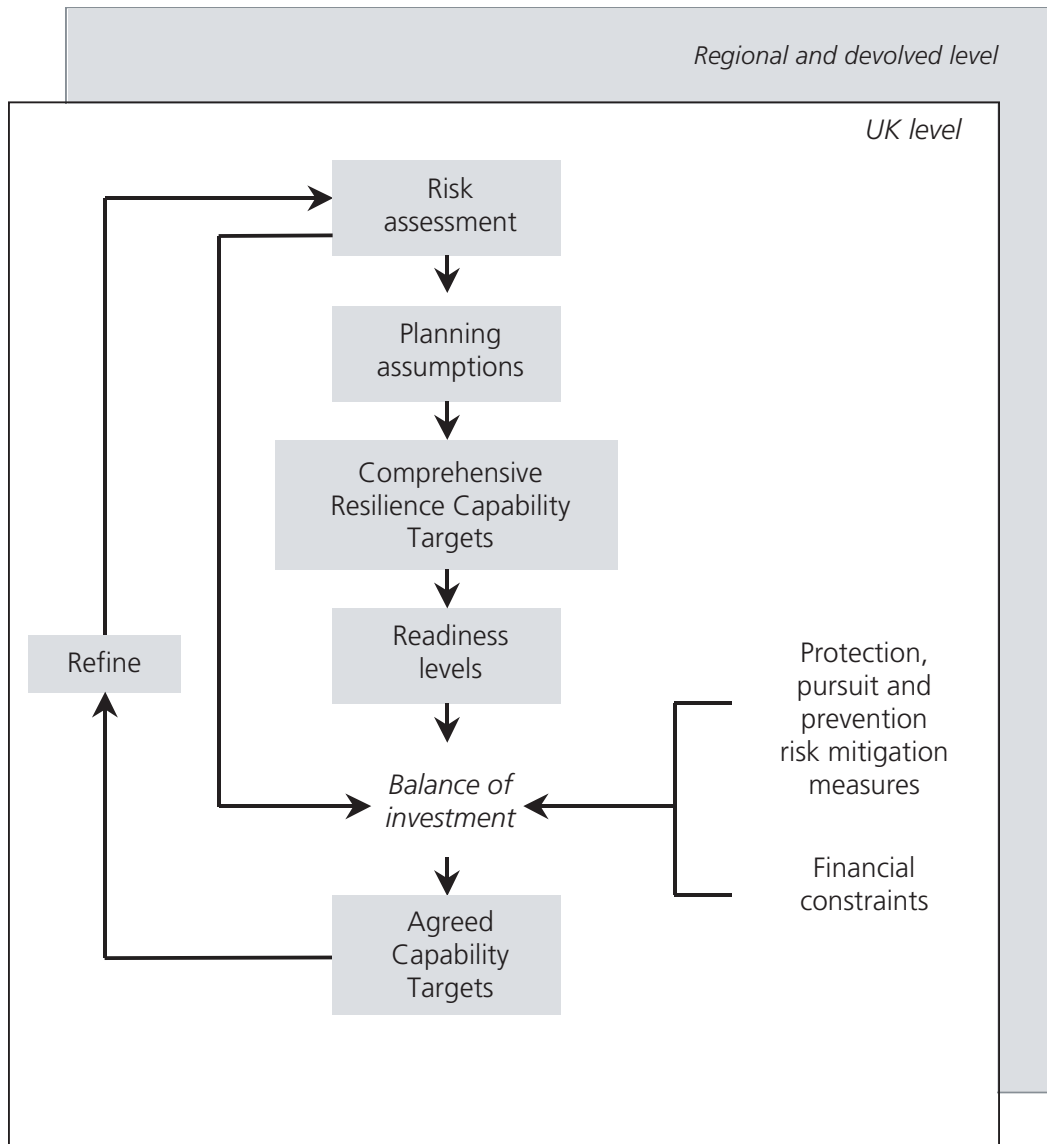 Regional and devolved level
UK level
Risk
assessment
Planning
assumptions
Comprehensive
Resilience Capability
Targets
Readiness
levels
Refine
Protection,
pursuit and
prevention
risk mitigation
measures
Balance of
investment
Financial
constraints
Agreed
Capability
Targets